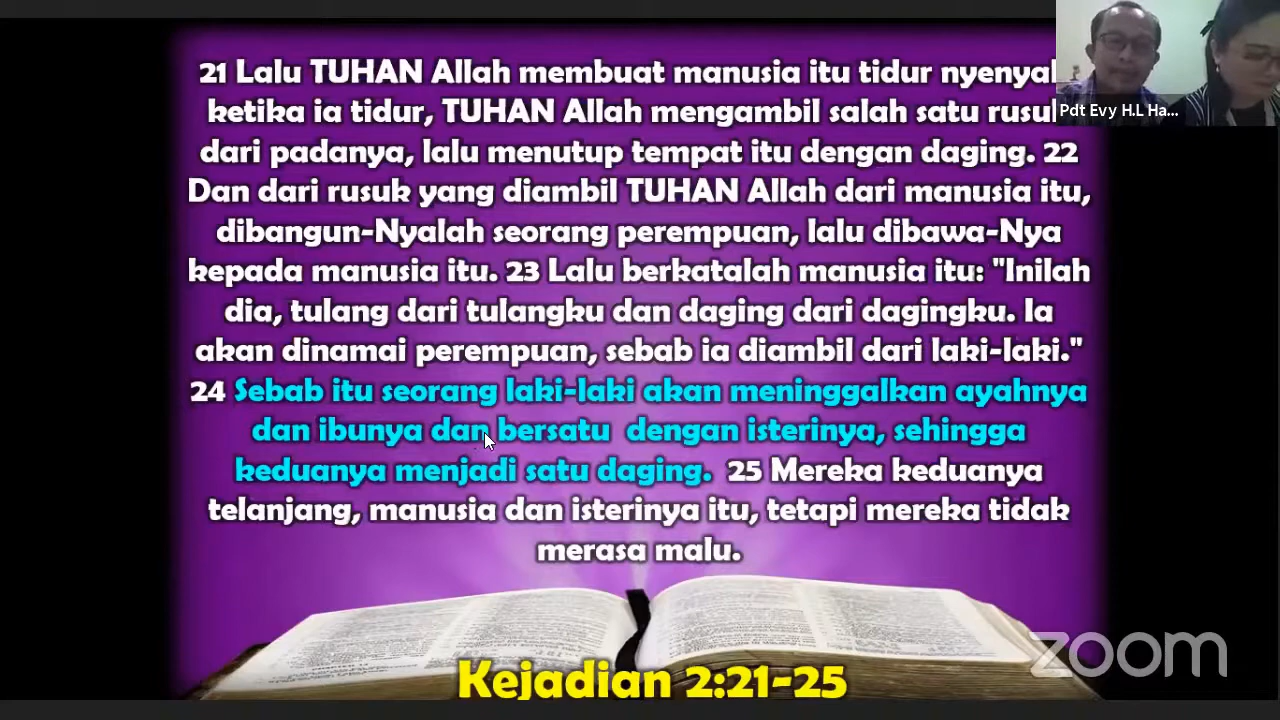 21 Lalu TUHAN Allah membuat manusia itu tidur nyenyak
ketika ia tidur, TUHAN Allah mengambil salah satu rusuk
dari padanya, lalu menutup tempat itu dengan daging. 22
Dan dari rusuk yang diambil TUHAN Allah dari manusia itu,
dibangun-Nyalah seorang perempuan, lalu dibawa-Nya
kepada manusia itu. 23 Lalu berkatalah manusia itu: "Inilah
dia, tulang dari tulangku dan daging dari dagingku. Ia
akan dinamai perempuan, sebab ia diambil dari laki-laki."
24 Sebab itu seorang laki-laki akan meninggalkan ayahnya
dan ibunya dan bersatu dengan isterinya, sehingga
keduanya menjadi satu daging. 25 Mereka keduanya
telanjang, manusia dan isterinya itu, tetapi mereka tidak
merasa malu.
Kejadian 2:21-25
Pdt Evy H.L Ha...
zoom